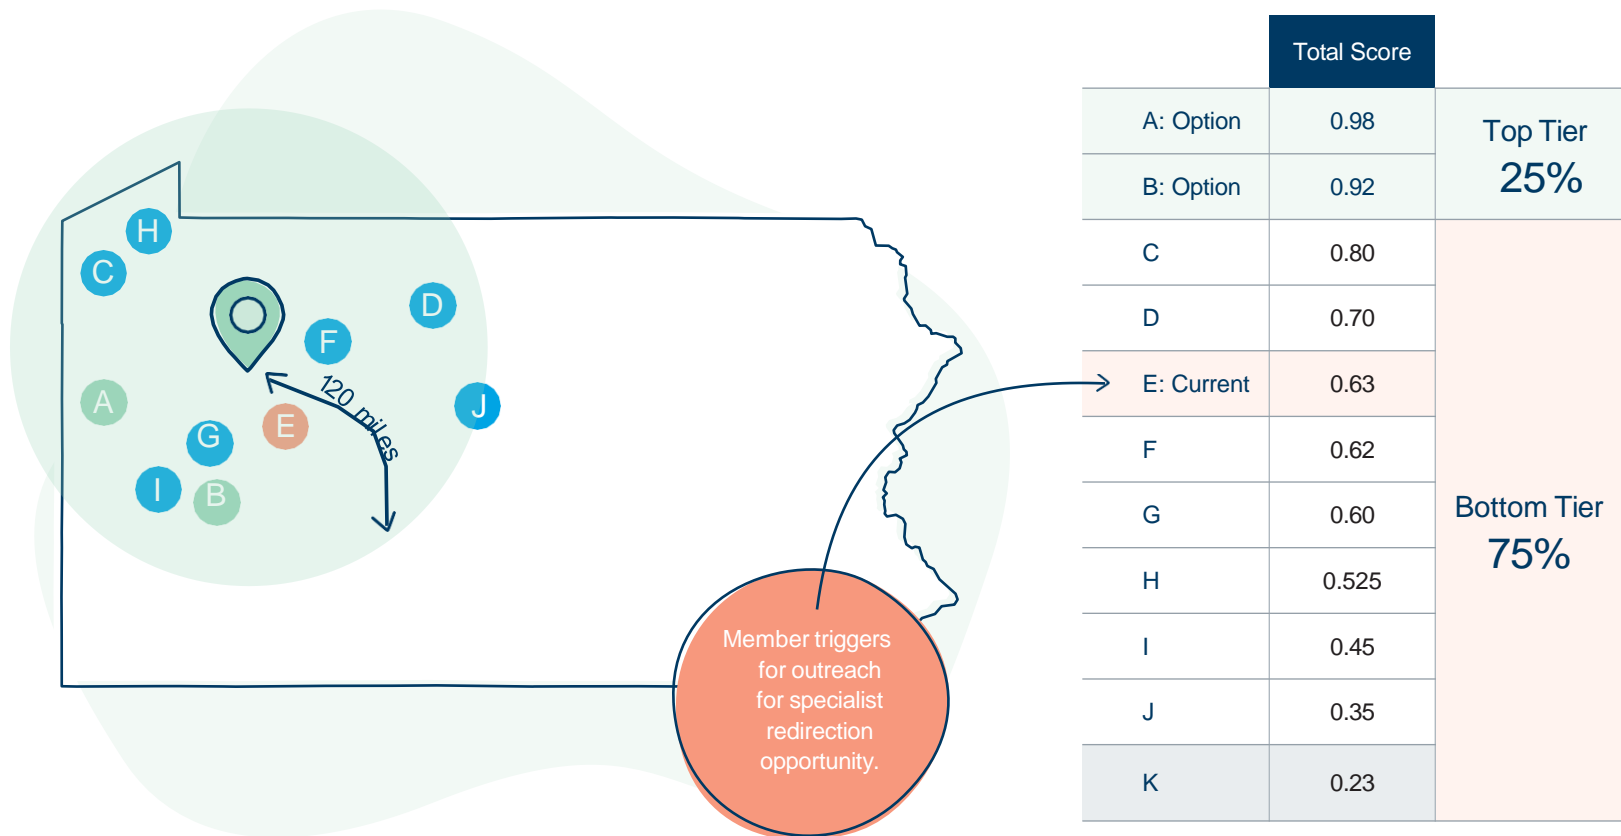 H
C
D
F
120 miles
A
J
E
G
I
B
Member triggers
for outreach
for specialist
redirection
opportunity.
Total Score
A: Option 0.98
B: Option 0.92
Top Tier
25%
C 0.80
D 0.70
E: Current 0.63
F 0.62
G 0.60
H 0.525
I 0.45
J 0.35
K 0.23
Bottom Tier
75%